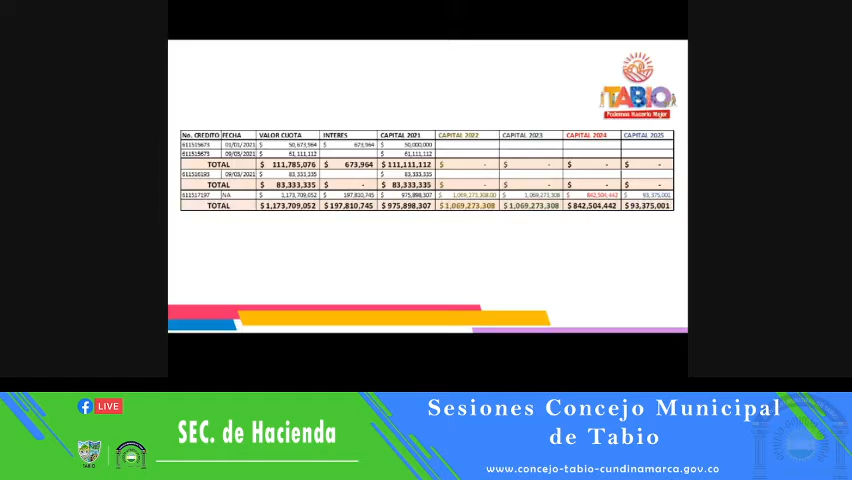 TABIO
Podemos Hacerlo Mejor
No. CREDITO FECHA VALOR CUOTA INTERES CAPITAL 2021 CAPITAL 2022 CAPITAL 2023 CAPITAL 2024 CAPITAL 2025
611515673 01/01/2021 $ 50,673,964 $ 673,964 $ 50,000,000
611515673 09/03/2021 $ 61,111,112 $ 61,111,112
TOTAL $ 111,785,076 $ 673,964 $ 111,111,112 $ - $ - $ - $ -
611516193 09/03/2021 $ 83,333,335 $ 83,333,335
TOTAL $ 83,333,335 $ - $ 83,333,335 $ - $ - $ - $ -
611517197 NA $ 1,173,709,052 $ 197,810,745 $ 975,898,307 $ 1,069,273,308.00 $ 1,069,273,308 $ 842,504,442 $ 93,375,001
TOTAL $ 1,173,709,052 $ 197,810,745 $ 975,898,307 $ 1,069,273,308 $ 1,069,273,308 $ 842,504,442 $ 93,375,001
LIVE
SEC. de Hacienda
TABIO
Sesiones Concejo Municipal
de Tabio
www.concejo-tabio-cundinamarca.gov.co